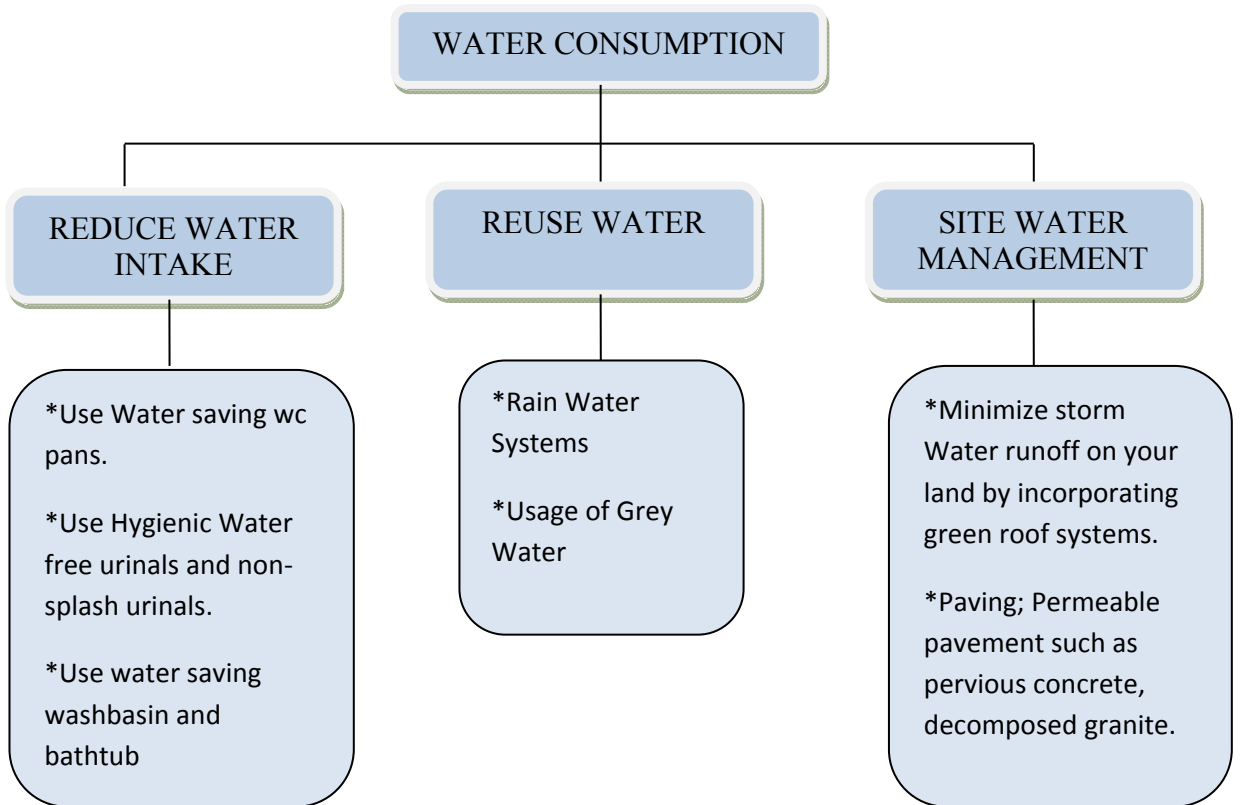 WATER CONSUMPTION
REDUCE WATER
INTAKE
REUSE WATER
SITE WATER
MANAGEMENT
*Use Water saving wc
pans.
*Use Hygienic Water
free urinals and non-
splash urinals.
*Use water saving
washbasin and
bathtub
*Rain Water
Systems
*Usage of Grey
Water
*Minimize storm
Water runoff on your
land by incorporating
green roof systems.
*Paving; Permeable
pavement such as
pervious concrete,
decomposed granite.